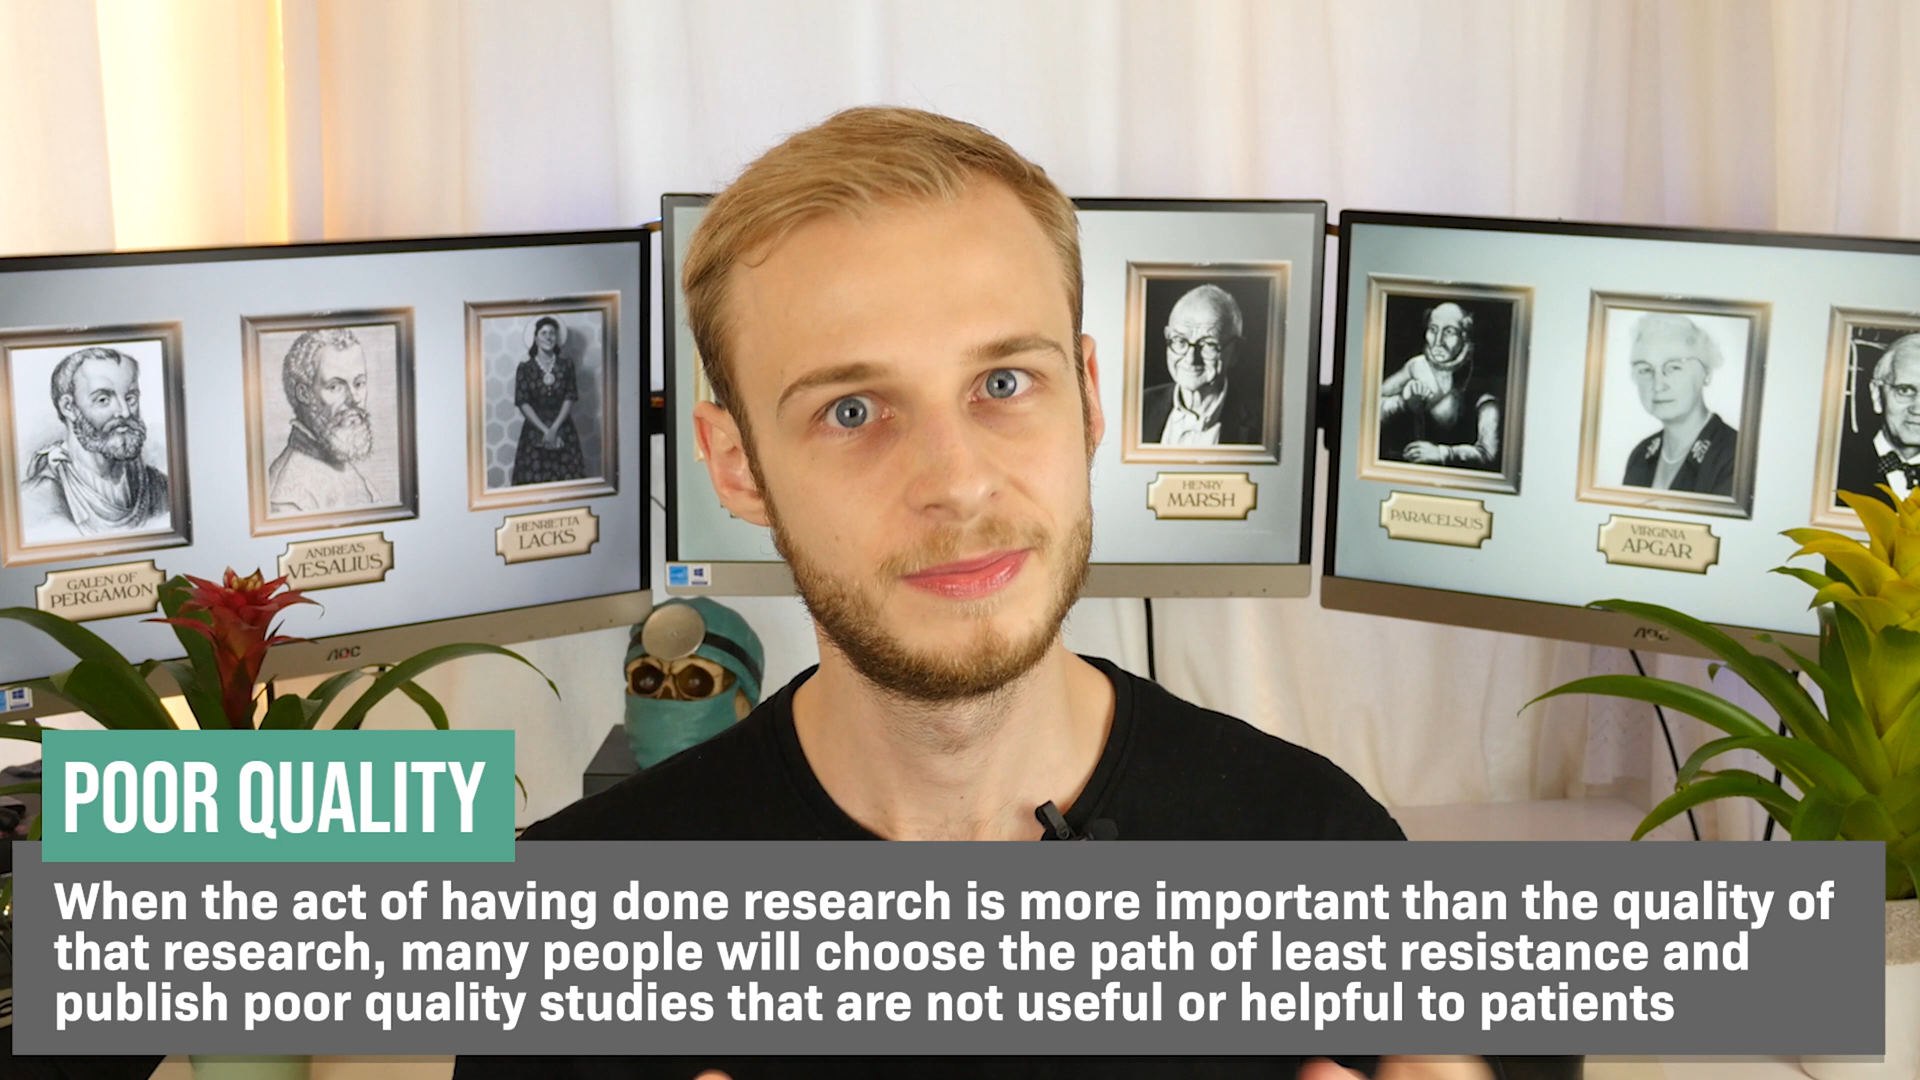 GALEN OF
PERGAMON
ANDREAS
VESALIUS
HENRIETTA
LACKS
HENRY
MARSH
PARACELSUS
VIRGINIA
APGAR
AOC
AOC
POOR QUALITY
When the act of having done research is more important than the quality of
that research, many people will choose the path of least resistance and
publish poor quality studies that are not useful or helpful to patients